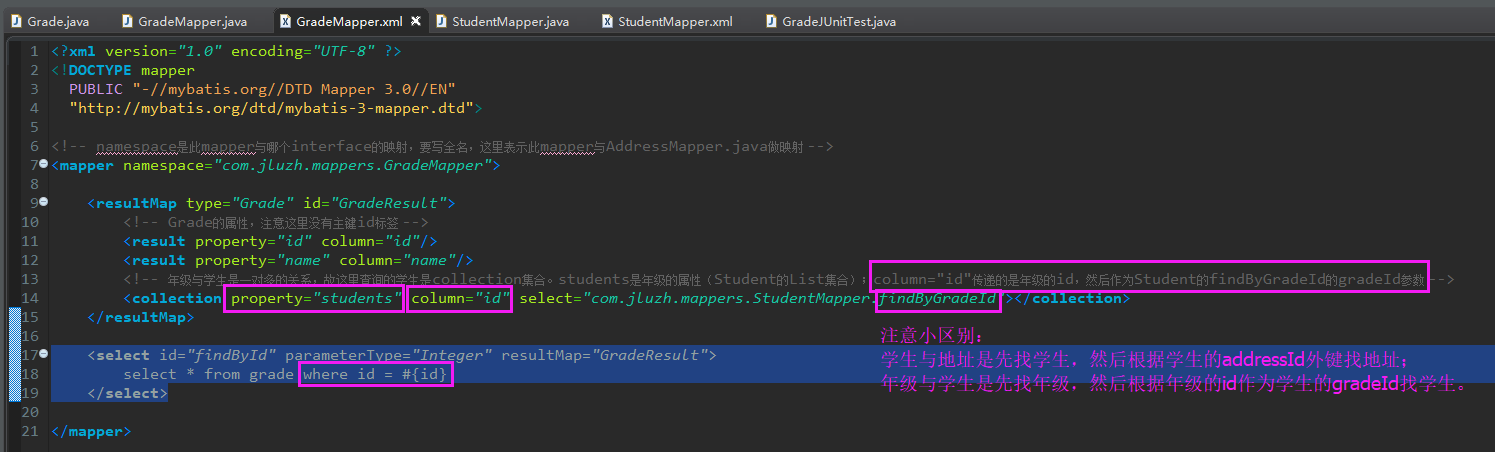 Grade.java GradeMapper.java GradeMapper.xml StudentMapper.java StudentMapper.xml GradeJUnitTest.java
1 <?xml version="1.0" encoding="UTF-8" ?>
2 <!DOCTYPE mapper
3 PUBLIC "-//mybatis.org//DTD Mapper 3.0//EN"
4 "http://mybatis.org/dtd/mybatis-3-mapper.dtd">
5
6 <!-- namespace是此mapper与哪个interface的映射，要写全名，这里表示此mapper与AddressMapper.java做映射 -->
7 <mapper namespace="com.jluzh.mappers.GradeMapper">
8
9 <resultMap type="Grade" id="GradeResult">
10 <!-- Grade的属性，注意这里没有主键id标签 -->
11 <result property="id" column="id"/>
12 <result property="name" column="name"/>
13 <!-- 年级与学生是一对多的关系，故这里查询的学生是collection集合。students是年级的属性（Student的List集合）；column="id"传递的是年级的id，然后作为Student的findByGradeId的gradeId参数 -->
14 <collection property="students" column="id" select="com.jluzh.mappers.StudentMapper.findByGradeId"></collection>
15 </resultMap>
16
17 <select id="findById" parameterType="Integer" resultMap="GradeResult">
18 select * from grade where id = #{id}
19 </select>
20
21 </mapper>
注意小区别：
学生与地址是先找学生，然后根据学生的addressId外键找地址；
年级与学生是先找年级，然后根据年级的id作为学生的gradeId找学生。